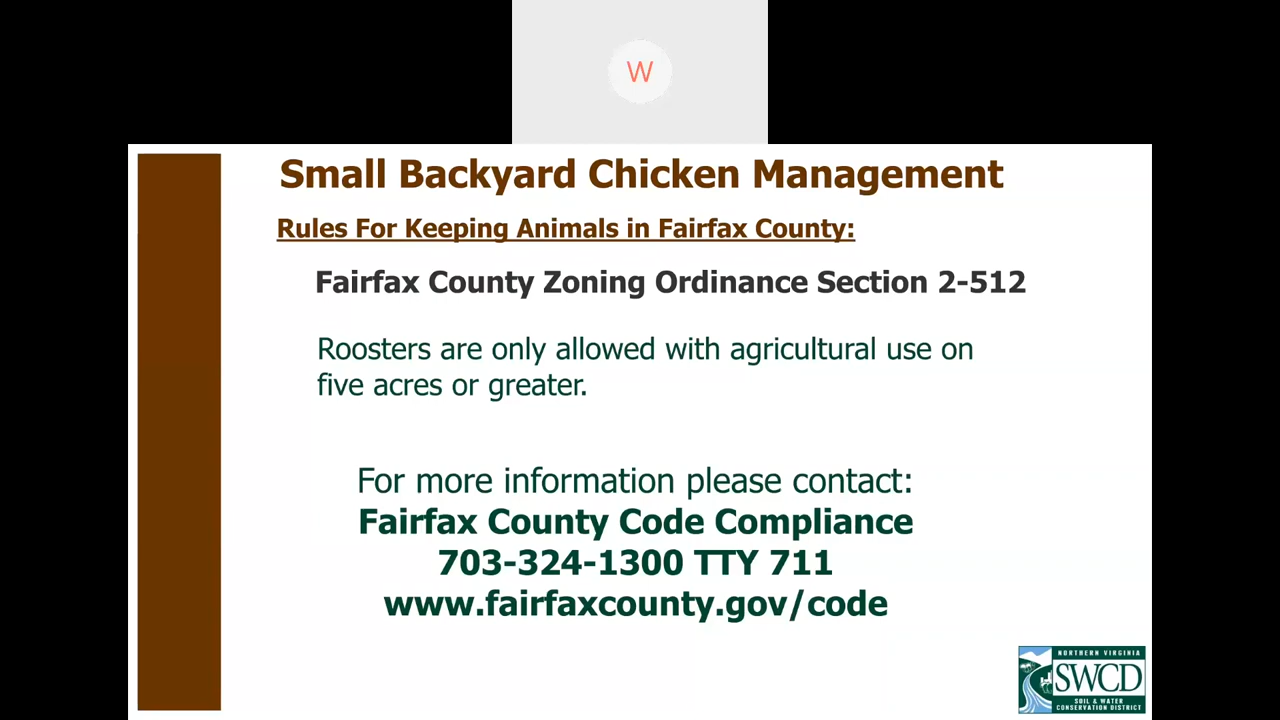 W
Small Backyard Chicken Management
Rules For Keeping Animals in Fairfax County:
Fairfax County Zoning Ordinance Section 2-512
Roosters are only allowed with agricultural use on
five acres or greater.
For more information please contact:
Fairfax County Code Compliance
703-324-1300 TTY 711
www.fairfaxcounty.gov/code
NORTHERN VIRGINIA
SWCD
SOIL & WATER
CONSERVATION DISTRICT